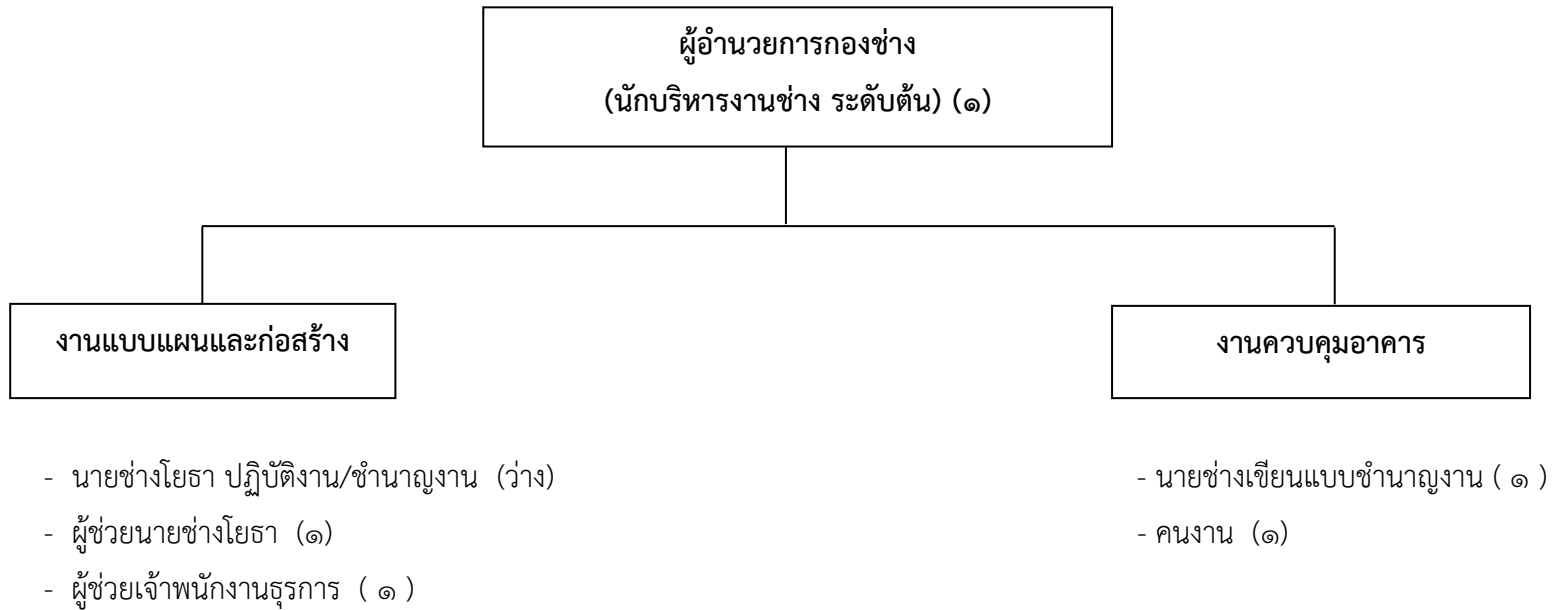 ผู้อำนวยการกองช่าง
(นักบริหารงานช่าง ระดับต้น) (๑)
งานแบบแผนและก่อสร้าง
- นายช่างโยธา ปฏิบัติงาน/ชำนาญงาน (ว่าง)
- ผู้ช่วยนายช่างโยธา (๑)
- ผู้ช่วยเจ้าพนักงานธุรการ ( ๑ )
งานควบคุมอาคาร
- นายช่างเขียนแบบชำนาญงาน ( ๑ )
- คนงาน (๑)